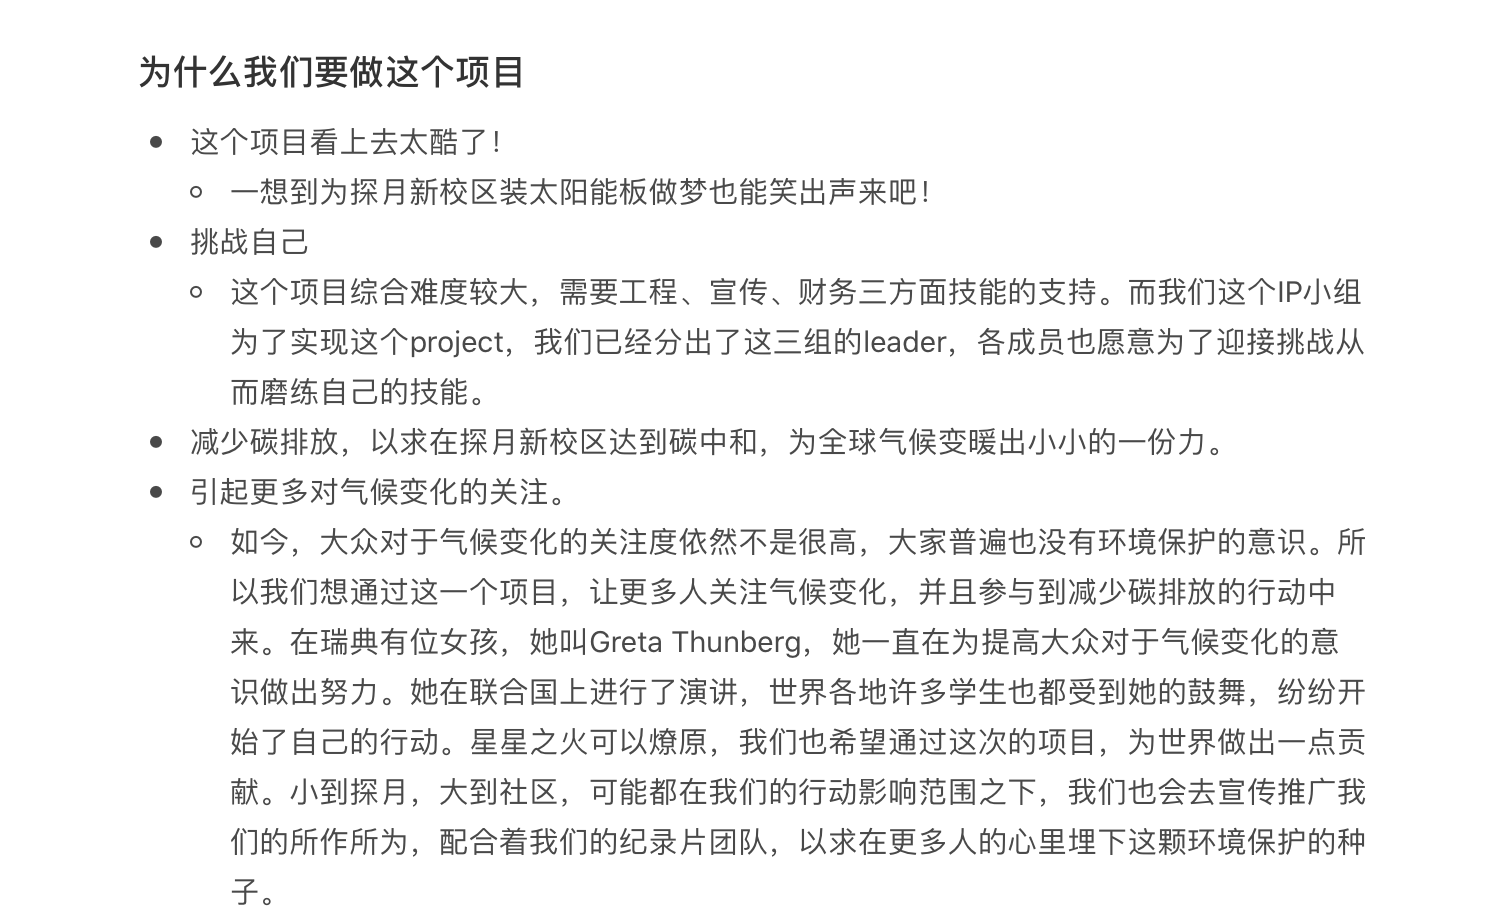 为什么我们要做这个项目
这个项目看上去太酷了！
一想到为探月新校区装太阳能板做梦也能笑出声来吧！
挑战自己
这个项目综合难度较大，需要工程、宣传、财务三方面技能的支持。而我们这个IP小组
为了实现这个project，我们已经分出了这三组的leader，各成员也愿意为了迎接挑战从
而磨练自己的技能。
减少碳排放，以求在探月新校区达到碳中和，为全球气候变暖出小小的一份力。
引起更多对气候变化的关注。
如今，大众对于气候变化的关注度依然不是很高，大家普遍也没有环境保护的意识。所
以我们想通过这一个项目，让更多人关注气候变化，并且参与到减少碳排放的行动中
来。在瑞典有位女孩，她叫Greta Thunberg，她一直在为提高大众对于气候变化的意
识做出努力。她在联合国上进行了演讲，世界各地许多学生也都受到她的鼓舞，纷纷开
始了自己的行动。星星之火可以燎原，我们也希望通过这次的项目，为世界做出一点贡
献。小到探月，大到社区，可能都在我们的行动影响范围之下，我们也会去宣传推广我
们的所作所为，配合着我们的纪录片团队，以求在更多人的心里埋下这颗环境保护的种
子。